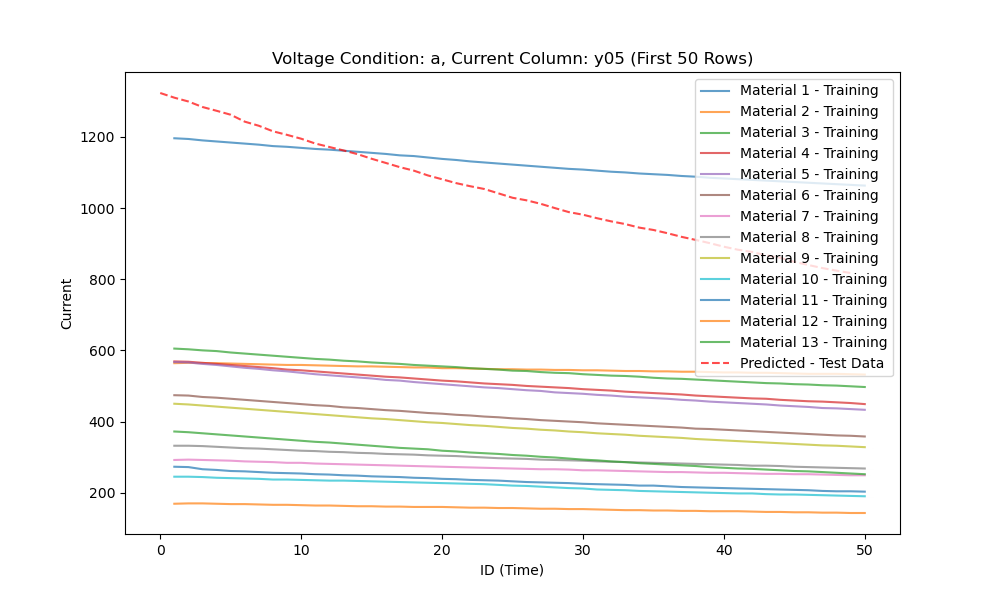 Voltage Condition: a, Current Column: y05 (First 50 Rows)
Current
1200
1000
800
600
400
200
0
10
20
30
40
50
ID (Time)
Material 1 - Training
Material 2 - Training
Material 3 - Training
Material 4 - Training
Material 5 - Training
Material 6 - Training
Material 7 - Training
Material 8 - Training
Material 9 - Training
Material 10 - Training
Material 11 - Training
Material 12 - Training
Material 13 - Training
Predicted - Test Data